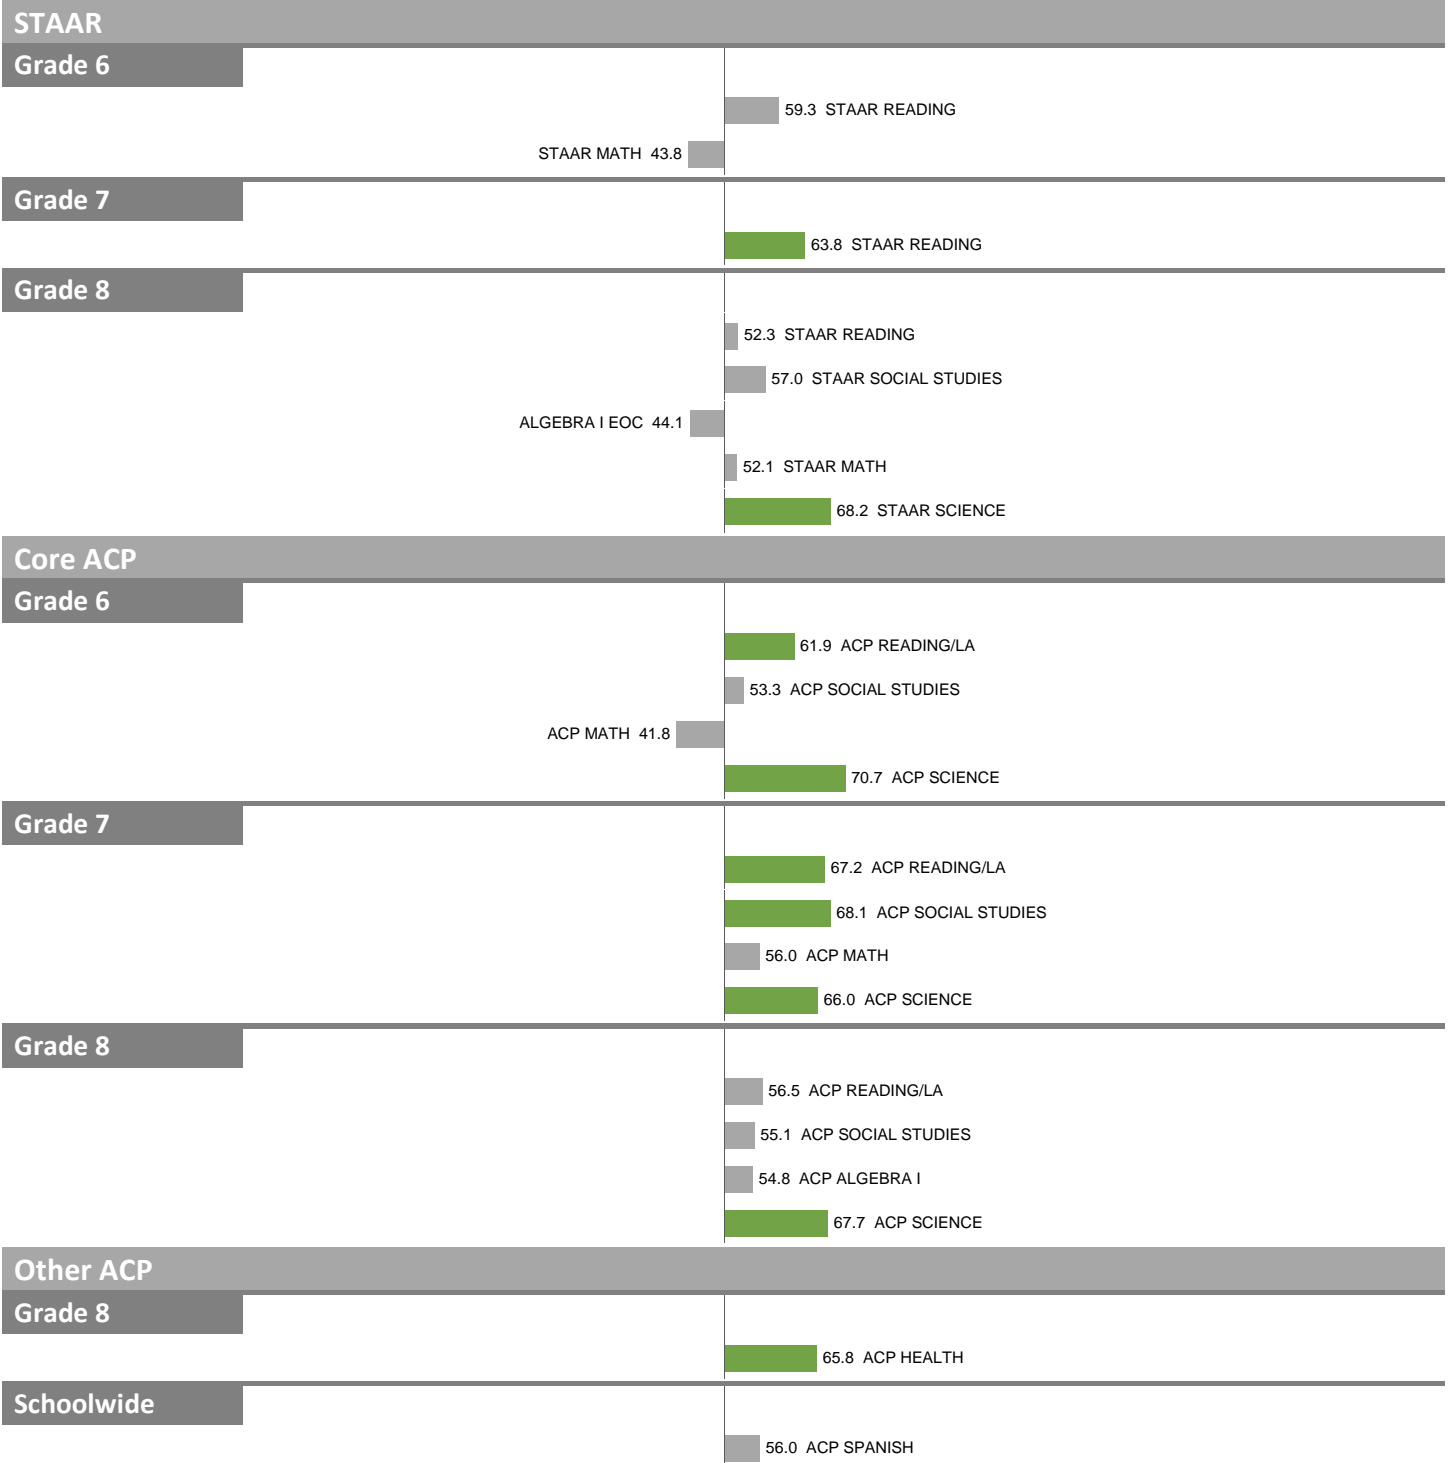 STAAR
Grade 6
59.3 STAAR READING
STAAR MATH 43.8
Grade 7
63.8 STAAR READING
Grade 8
52.3 STAAR READING
57.0 STAAR SOCIAL STUDIES
ALGEBRA I EOC 44.1
52.1 STAAR MATH
68.2 STAAR SCIENCE
Core ACP
Grade 6
61.9 ACP READING/LA
53.3 ACP SOCIAL STUDIES
ACP MATH 41.8
70.7 ACP SCIENCE
Grade 7
67.2 ACP READING/LA
68.1 ACP SOCIAL STUDIES
56.0 ACP MATH
66.0 ACP SCIENCE
Grade 8
56.5 ACP READING/LA
55.1 ACP SOCIAL STUDIES
54.8 ACP ALGEBRA I
67.7 ACP SCIENCE
Other ACP
Grade 8
65.8 ACP HEALTH
Schoolwide
56.0 ACP SPANISH